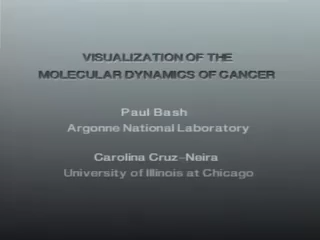 VISUALIZATION OF THE
MOLECULAR DYNAMICS OF CANCER
Paul Bash
Argonne National Laboratory
Carolina Cruz-Neira
University of Illinois at Chicago